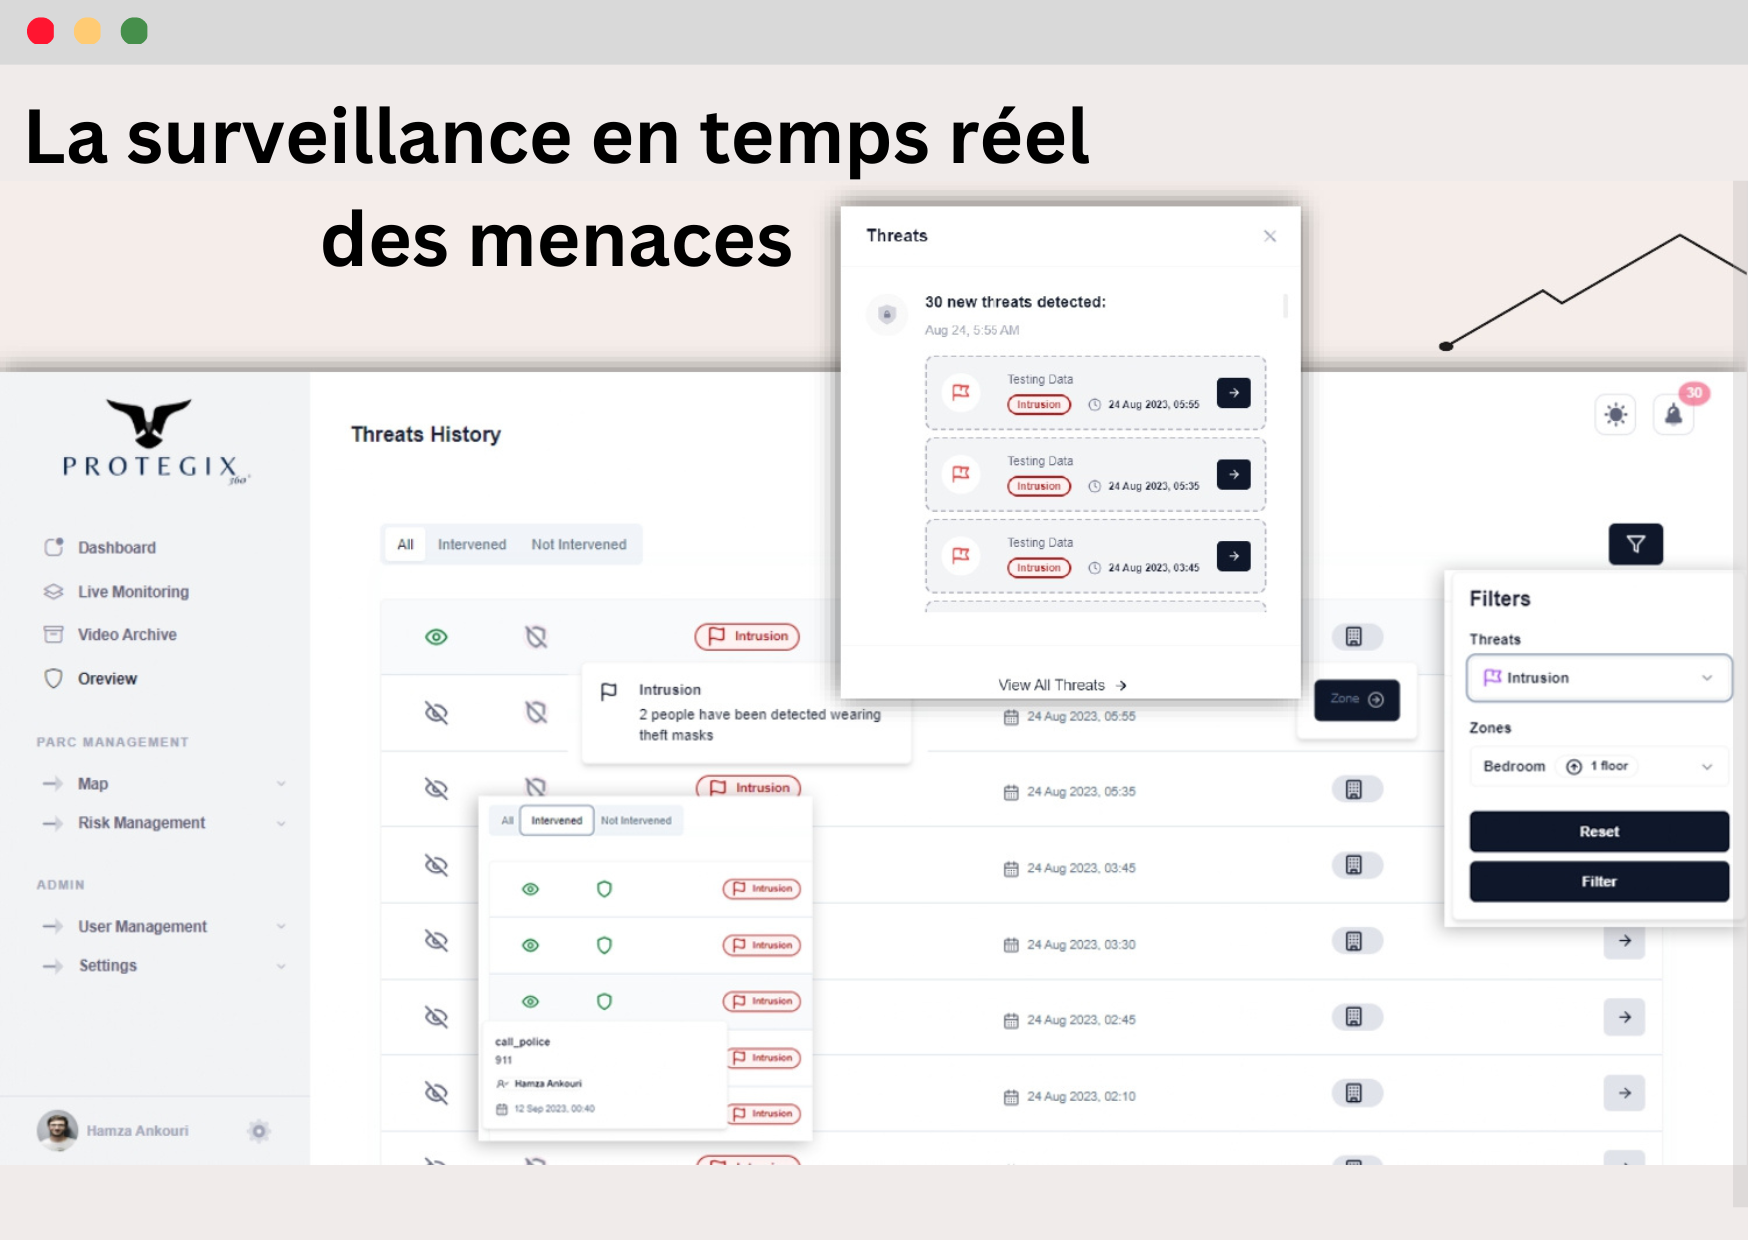 La surveillance en temps réel
des menaces
Threats
30 new threats detected:
Aug 24, 5:55 AM
Testing Data
Intrusion 24 Aug 2023, 05:55
Testing Data
Intrusion 24 Aug 2023, 05:35
Testing Data
Intrusion 24 Aug 2023, 03:45
View All Threats
PROTEGIX
360°
Dashboard
Live Monitoring
Video Archive
Oreview
PARC MANAGEMENT
Map
Risk Management
ADMIN
User Management
Settings
Hamza Ankouri
Threats History
30
All Intervened Not Intervened
Intrusion
Intrusion
2 people have been detected wearing
theft masks
24 Aug 2023, 05:55
Zone
Intrusion
24 Aug 2023, 05:35
24 Aug 2023, 03:45
24 Aug 2023, 03:30
24 Aug 2023, 02:45
24 Aug 2023, 02:10
All Intervened Not Intervened
Intrusion
Intrusion
Intrusion
Intrusion
Intrusion
call_police
911
Hamza Ankouri
12 Sep 2023, 00:40
Filters
Threats
Intrusion
Zones
Bedroom 1 floor
Reset
Filter